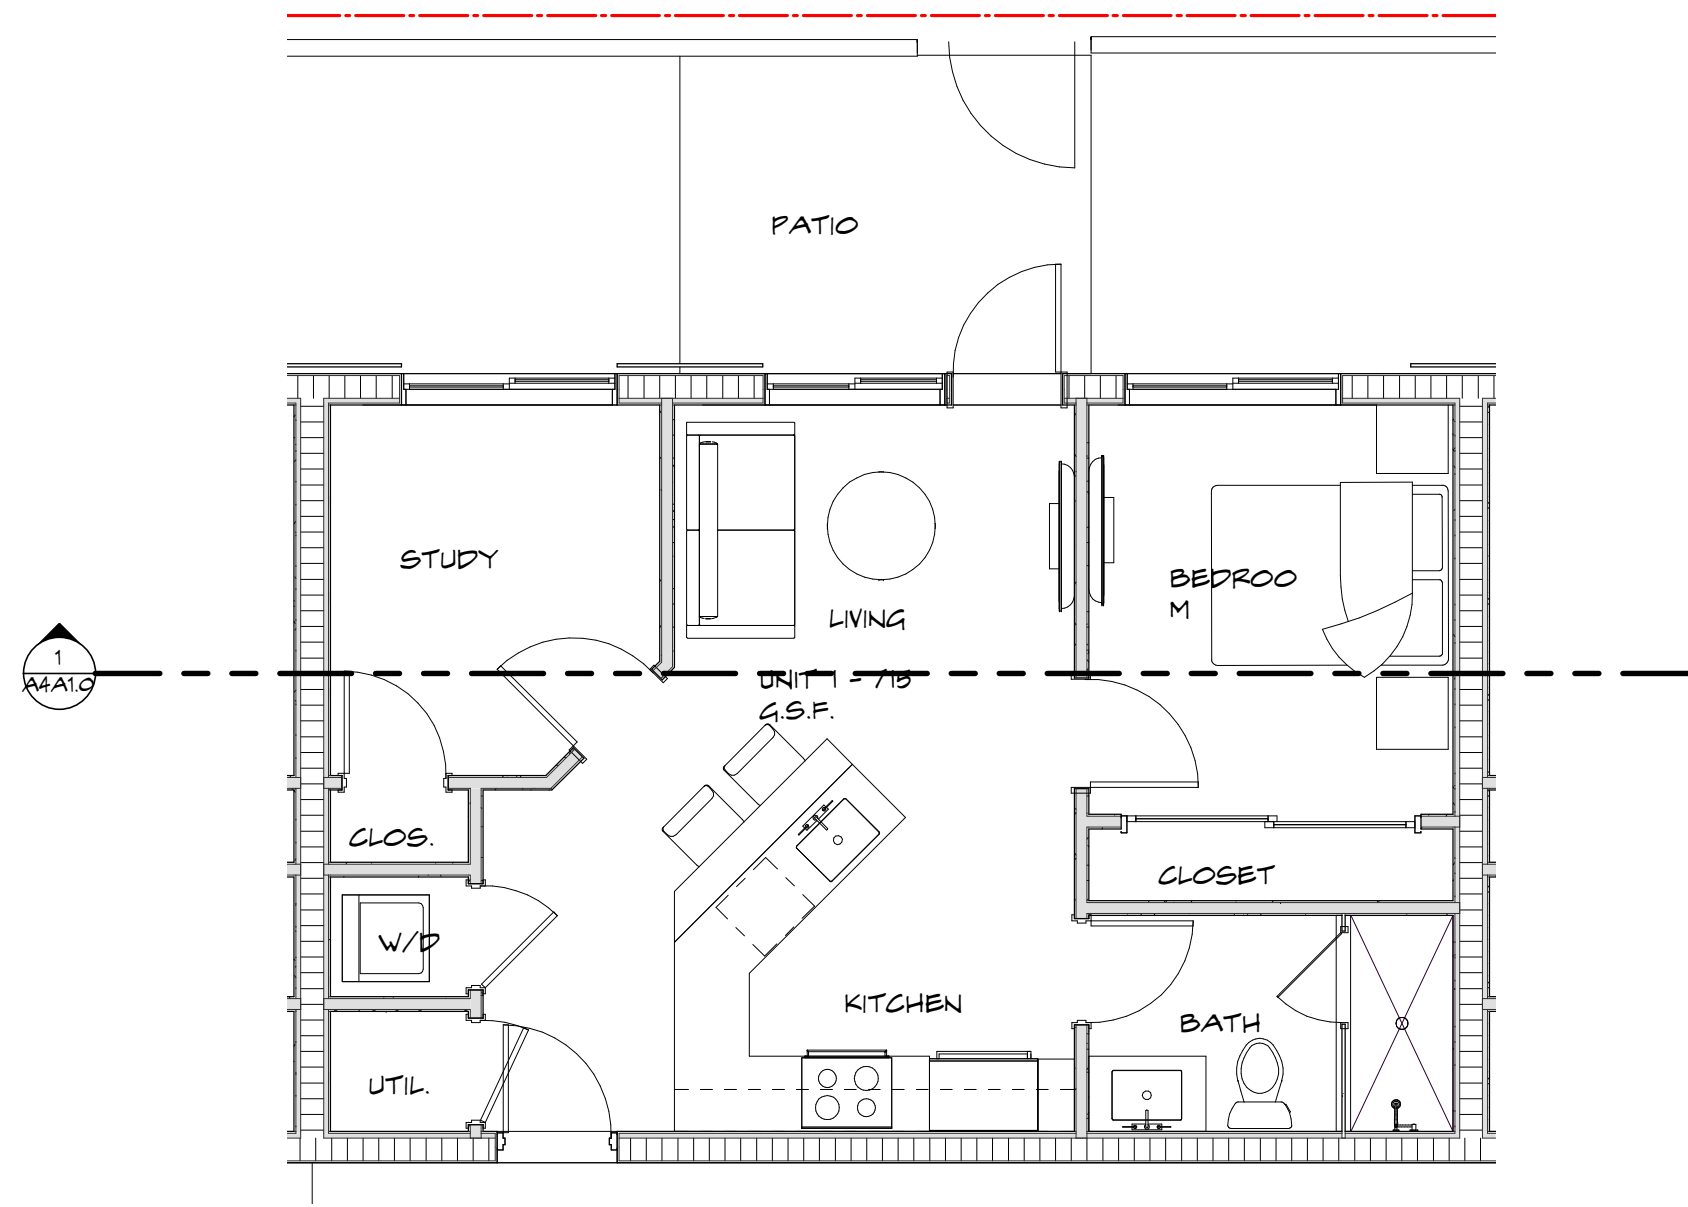 PATIO
STUDY
BEDROO
M
LIVING
1
A4A1.0
UNIT 1 - 715
G.S.F.
CLOS.
CLOSET
W/D
KITCHEN
BATH
UTIL.